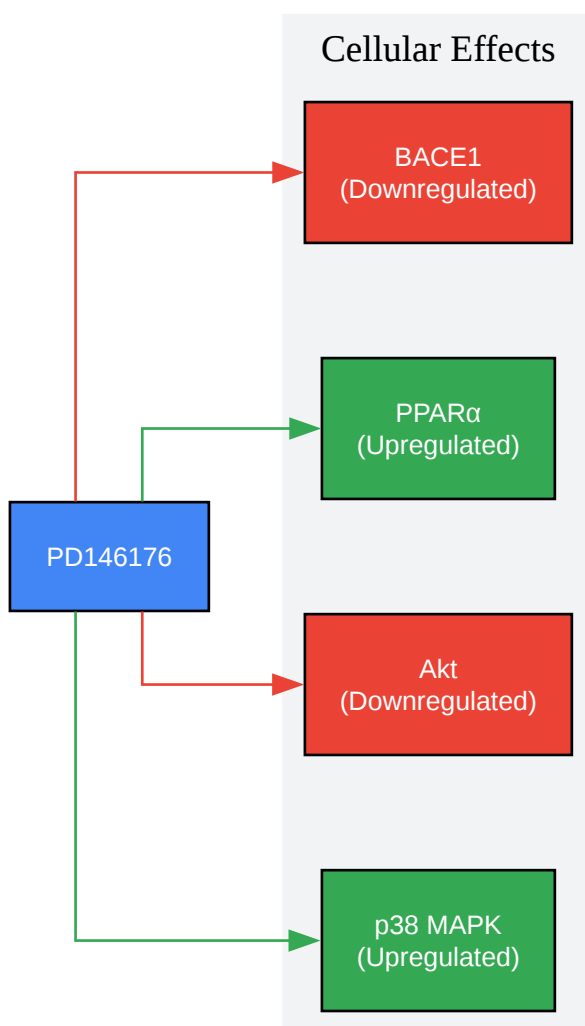 Cellular Effects
BACE1
(Downregulated)
PPARα
(Upregulated)
PD146176
Akt
(Downregulated)
p38 MAPK
(Upregulated)